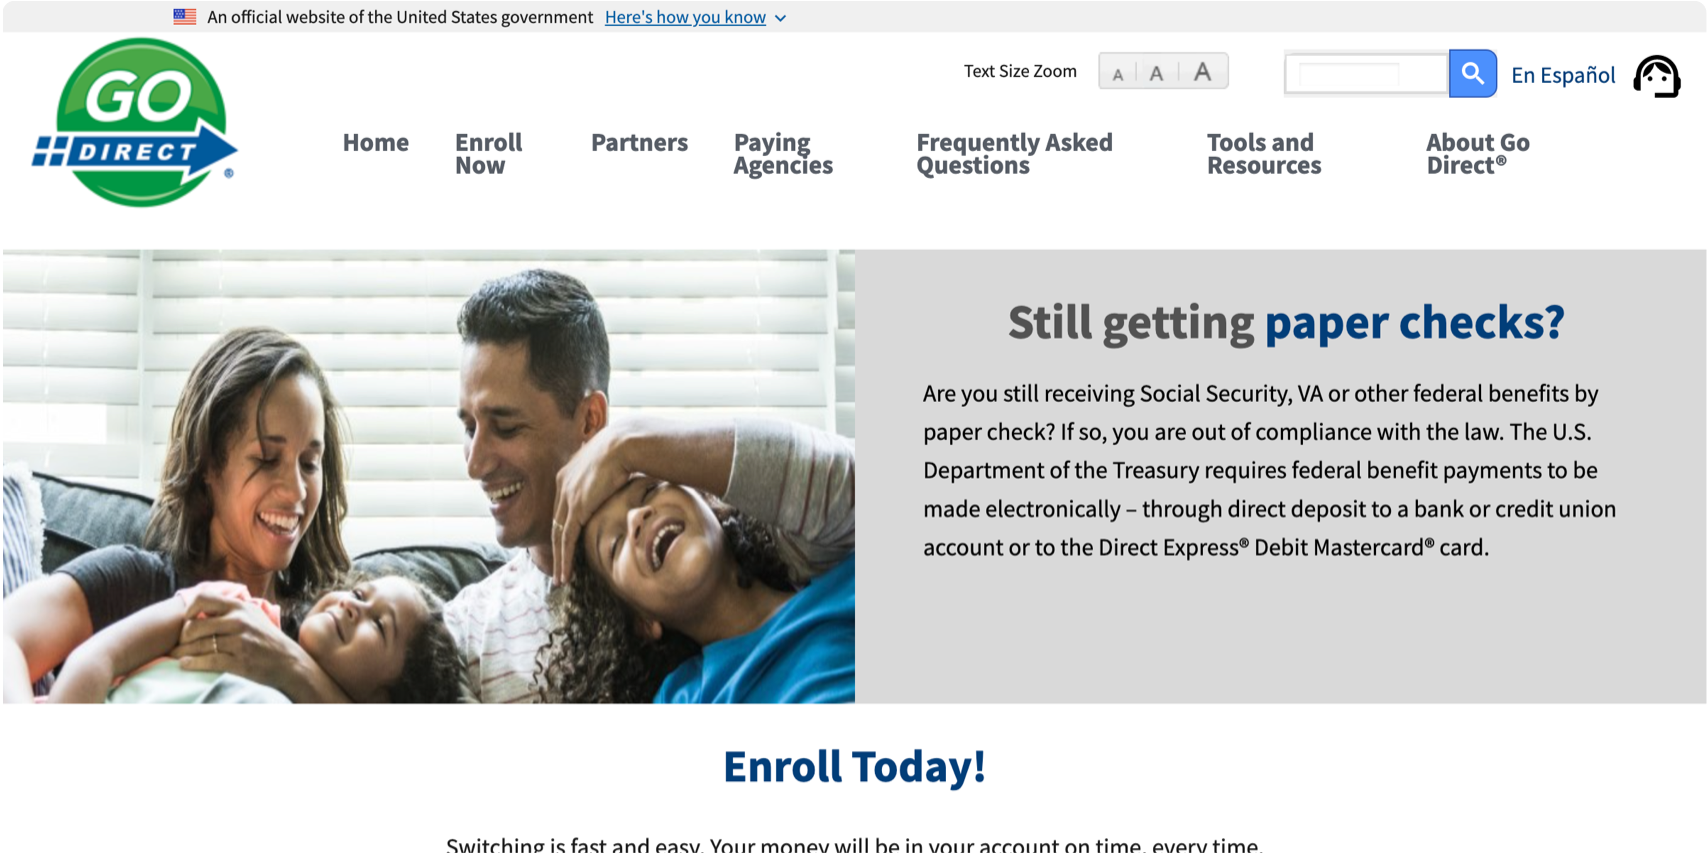 An official website of the United States government Here's how you know
GO
DIRECT®
Text Size Zoom A A A
En Español
Home
Enroll
Now
Partners
Paying
Agencies
Frequently Asked
Questions
Tools and
Resources
About Go
Direct®
Still getting paper checks?
Are you still receiving Social Security, VA or other federal benefits by
paper check? If so, you are out of compliance with the law. The U.S.
Department of the Treasury requires federal benefit payments to be
made electronically – through direct deposit to a bank or credit union
account or to the Direct Express® Debit Mastercard® card.
Enroll Today!
Switching is fast and easy. Your money will be in your account on time, every time.